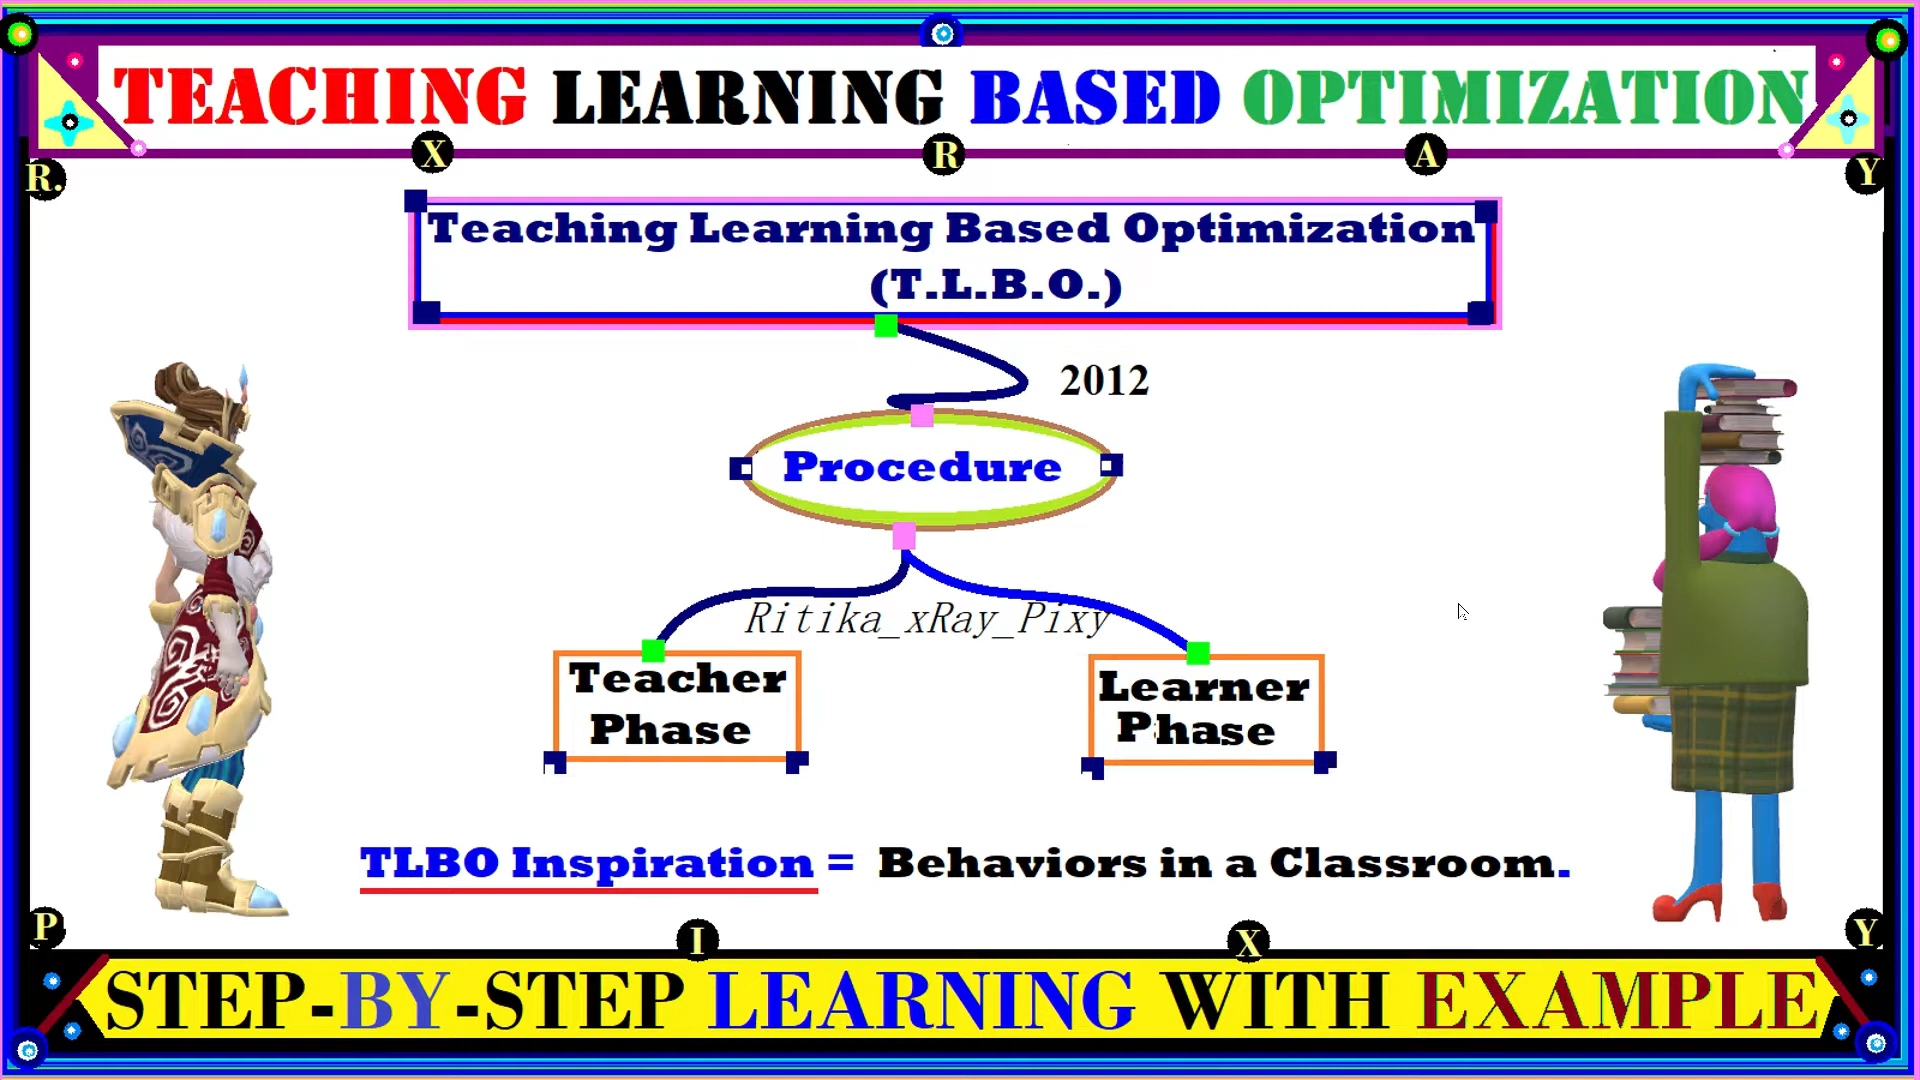 TEACHING LEARNING BASED OPTIMIZATION
R. X R A Y
Teaching Learning Based Optimization
(T.L.B.O.)
2012
Procedure
Ritika_xRay_Pixy
Teacher
Phase
Learner
Phase
TLBO Inspiration = Behaviors in a Classroom.
P I X Y
STEP-BY-STEP LEARNING WITH EXAMPLE